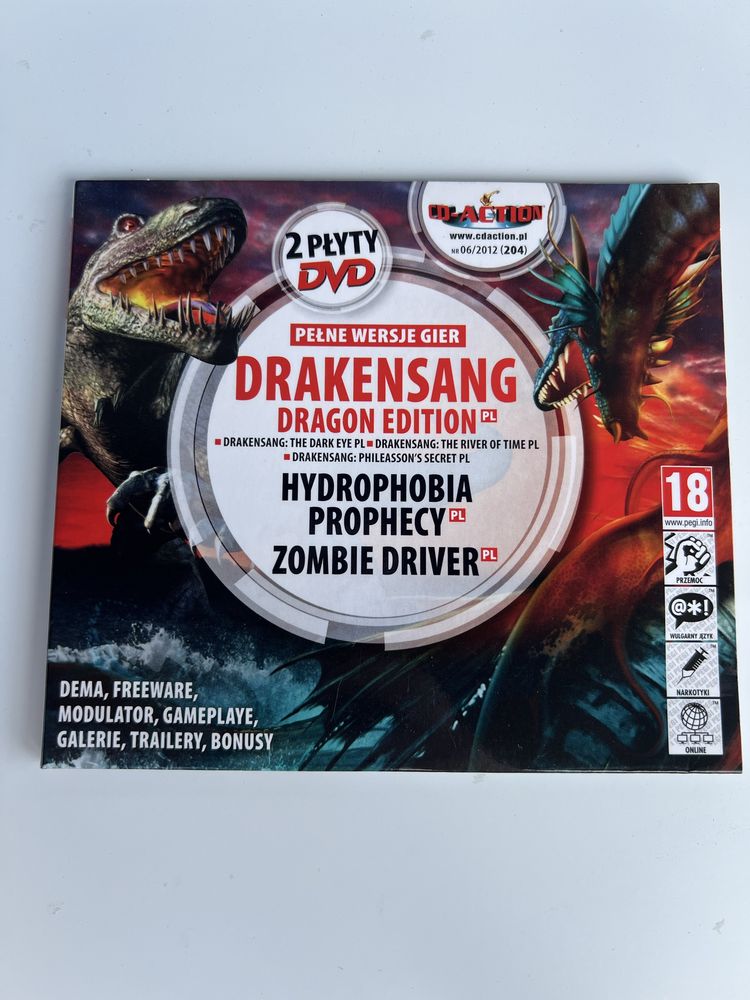 CD-ACTION
www.cdaction.pl
NR 06/2012 (204)
2 PŁYTY
DVD
PEŁNE WERSJE GIER
DRAKENSANG
DRAGON EDITION PL
▪ DRAKENSANG: THE DARK EYE PL ▪ DRAKENSANG: THE RIVER OF TIME PL
▪ DRAKENSANG: PHILEASSON'S SECRET PL
HYDROPHOBIA
PROPHECY PL
ZOMBIE DRIVER PL
18
www.pegi.info
PRZEMOC
@*!
WULGARNY JĘZYK
NARKOTYKI
ONLINE
DEMA, FREEWARE,
MODULATOR, GAMEPLAYE,
GALERIE, TRAILERY, BONUSY